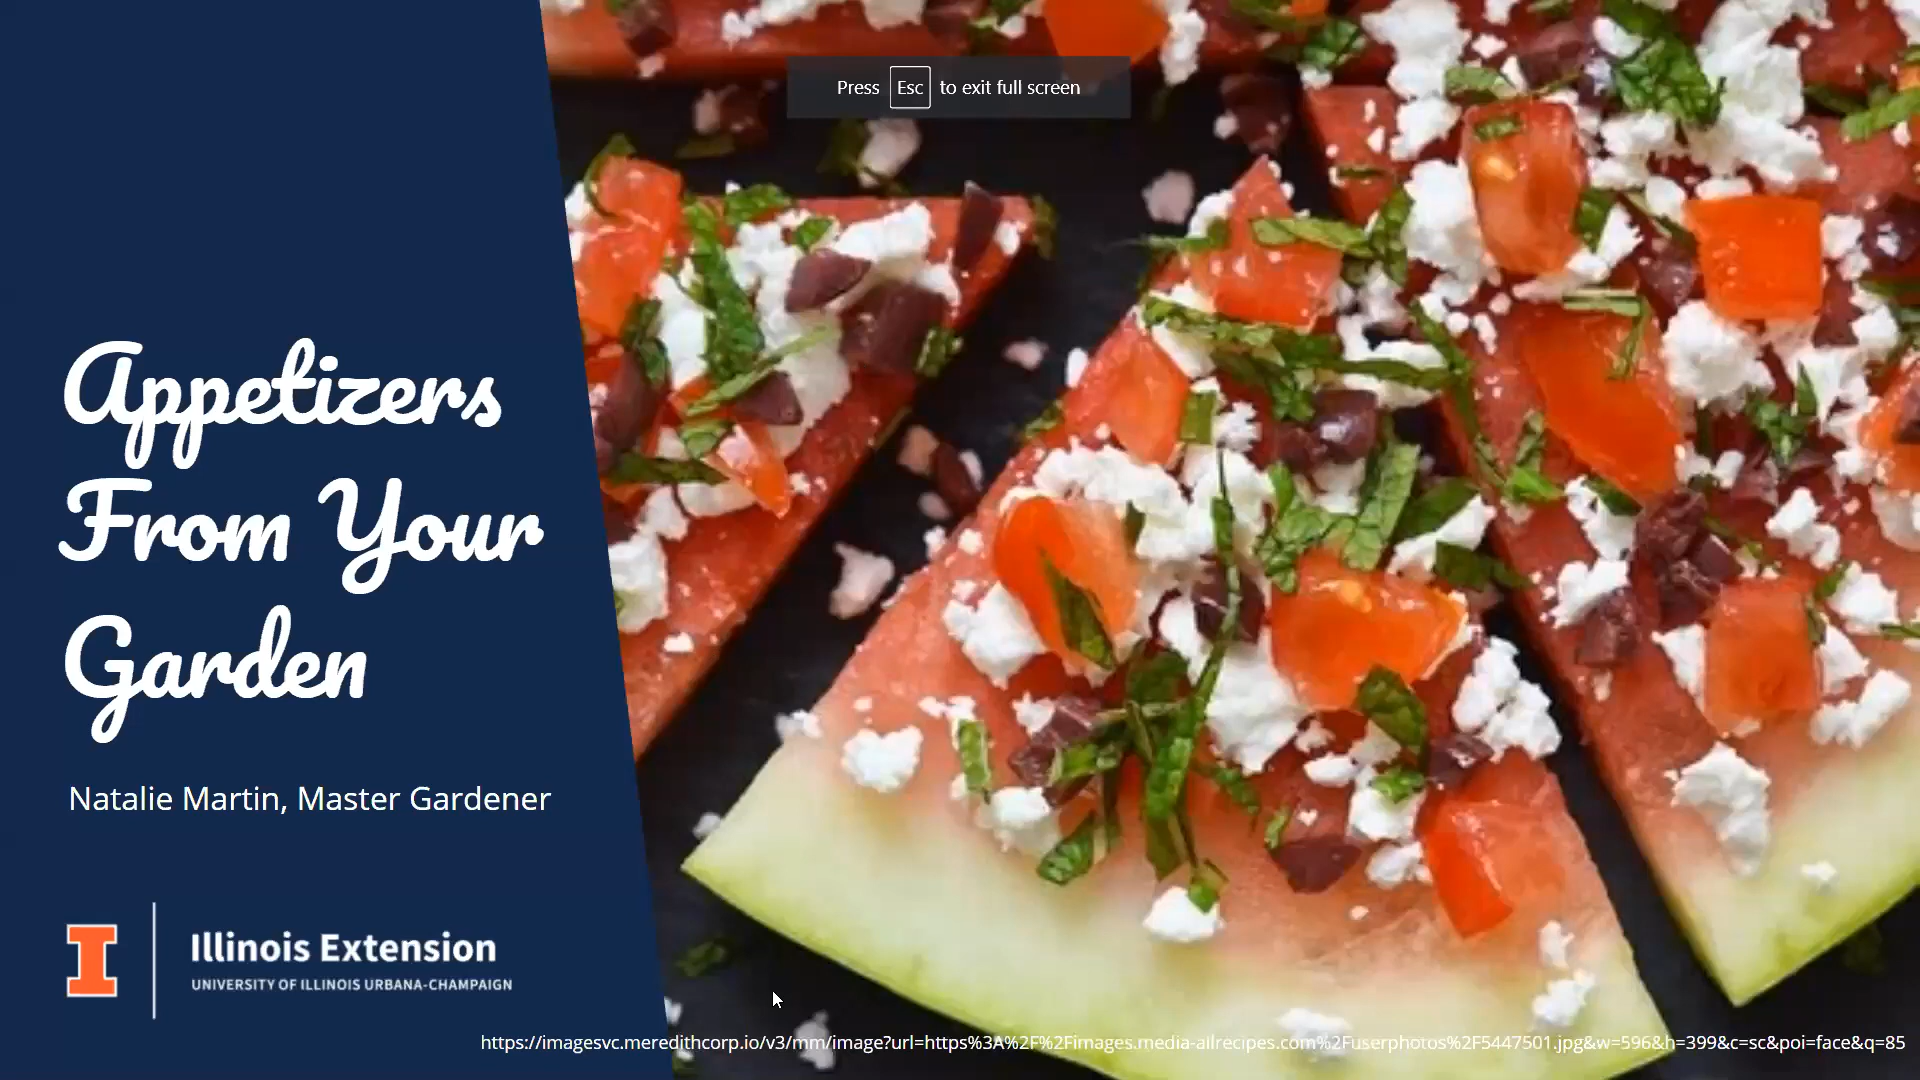 Press Esc to exit full screen
Appetizers
From Your
Garden
Natalie Martin, Master Gardener
I
Illinois Extension
UNIVERSITY OF ILLINOIS URBANA-CHAMPAIGN
https://imagesvc.meredithcorp.io/v3/mm/image?url=https%3A%2F%2Fimages.media-allrecipes.com%2Fuserphotos%2F5447501.jpg&w=596&h=399&c=sc&poi=face&q=85